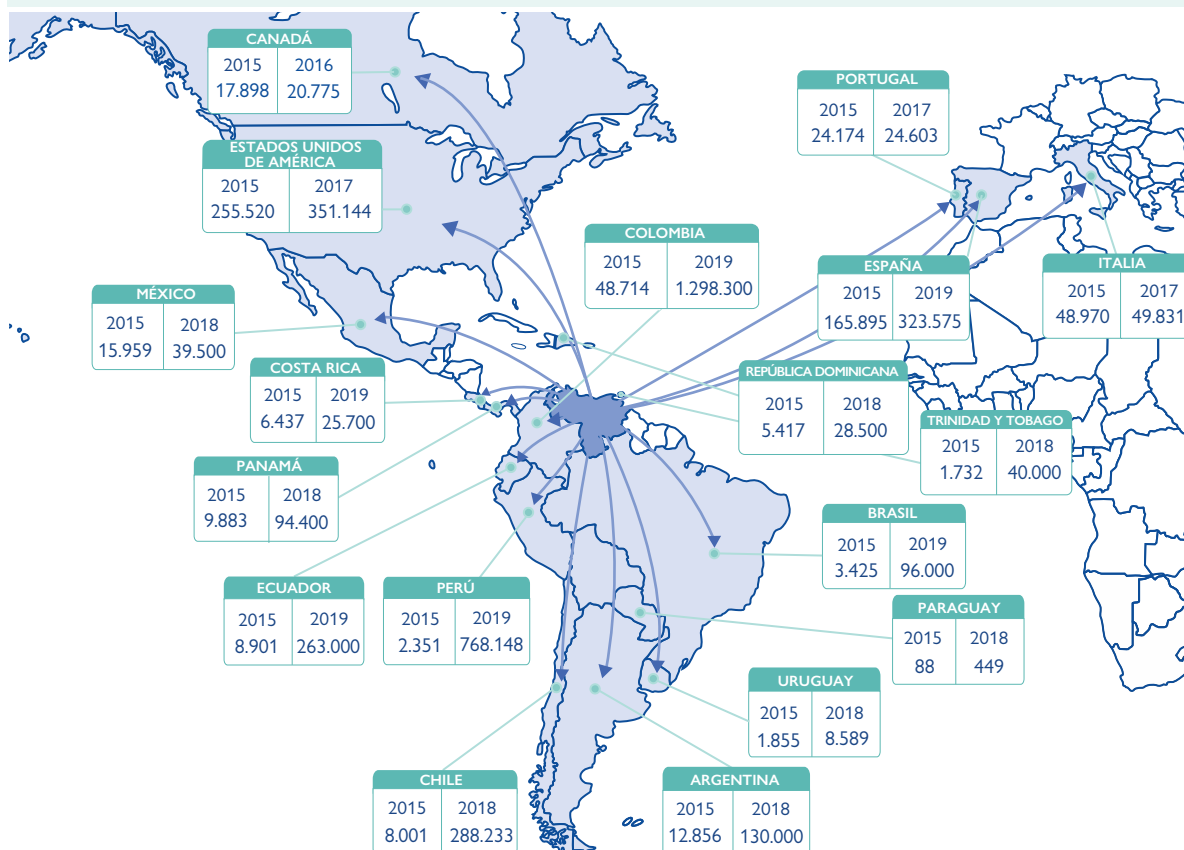 CANADÁ
2015 2016
17.898 20.775
PORTUGAL
2015 2017
24.174 24.603
ESTADOS UNIDOS
DE AMÉRICA
2015 2017
255.520 351.144
COLOMBIA
2015 2019
48.714 1.298.300
ESPAÑA
2015 2019
165.895 323.575
ITALIA
2015 2017
48.970 49.831
MÉXICO
2015 2018
15.959 39.500
COSTA RICA
2015 2019
6.437 25.700
REPÚBLICA DOMINICANA
2015 2018
5.417 28.500
TRINIDAD Y TOBAGO
2015 2018
1.732 40.000
PANAMÁ
2015 2018
9.883 94.400
BRASIL
2015 2019
3.425 96.000
ECUADOR
2015 2019
8.901 263.000
PERÚ
2015 2019
2.351 768.148
PARAGUAY
2015 2018
88 449
URUGUAY
2015 2018
1.855 8.589
CHILE
2015 2018
8.001 288.233
ARGENTINA
2015 2018
12.856 130.000